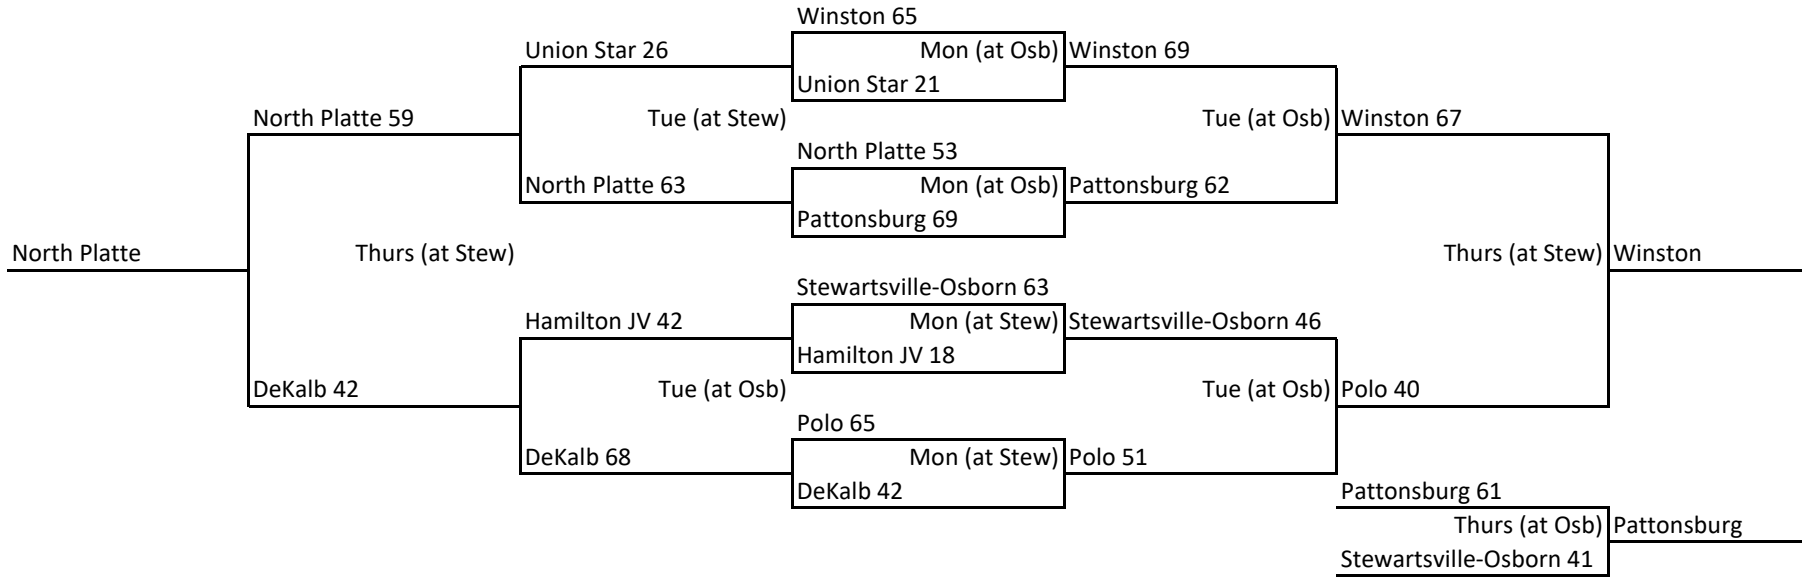 Winston 65
Union Star 26
Mon (at Osb)
Winston 69
Union Star 21
North Platte 59
Tue (at Stew)
Tue (at Osb)
Winston 67
North Platte 53
North Platte 63
Mon (at Osb)
Pattonsburg 62
Pattonsburg 69
North Platte
Thurs (at Stew)
Thurs (at Stew)
Winston
Stewartsville-Osborn 63
Hamilton JV 42
Mon (at Stew)
Stewartsville-Osborn 46
Hamilton JV 18
DeKalb 42
Tue (at Osb)
Tue (at Osb)
Polo 40
Polo 65
DeKalb 68
Mon (at Stew)
Polo 51
DeKalb 42
Pattonsburg 61
Thurs (at Osb)
Pattonsburg
Stewartsville-Osborn 41